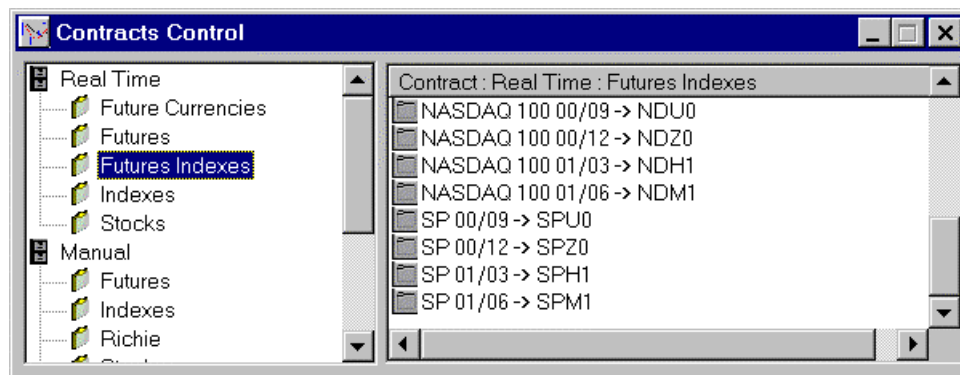 Contracts Control
Real Time
Future Currencies
Futures
Futures Indexes
Indexes
Stocks
Manual
Futures
Indexes
Richie
Contract : Real Time : Futures Indexes
NASDAQ 100 00/09 -> NDU0
NASDAQ 100 00/12 -> NDZ0
NASDAQ 100 01/03 -> NDH1
NASDAQ 100 01/06 -> NDM1
SP 00/09 -> SPU0
SP 00/12 -> SPZ0
SP 01/03 -> SPH1
SP 01/06 -> SPM1